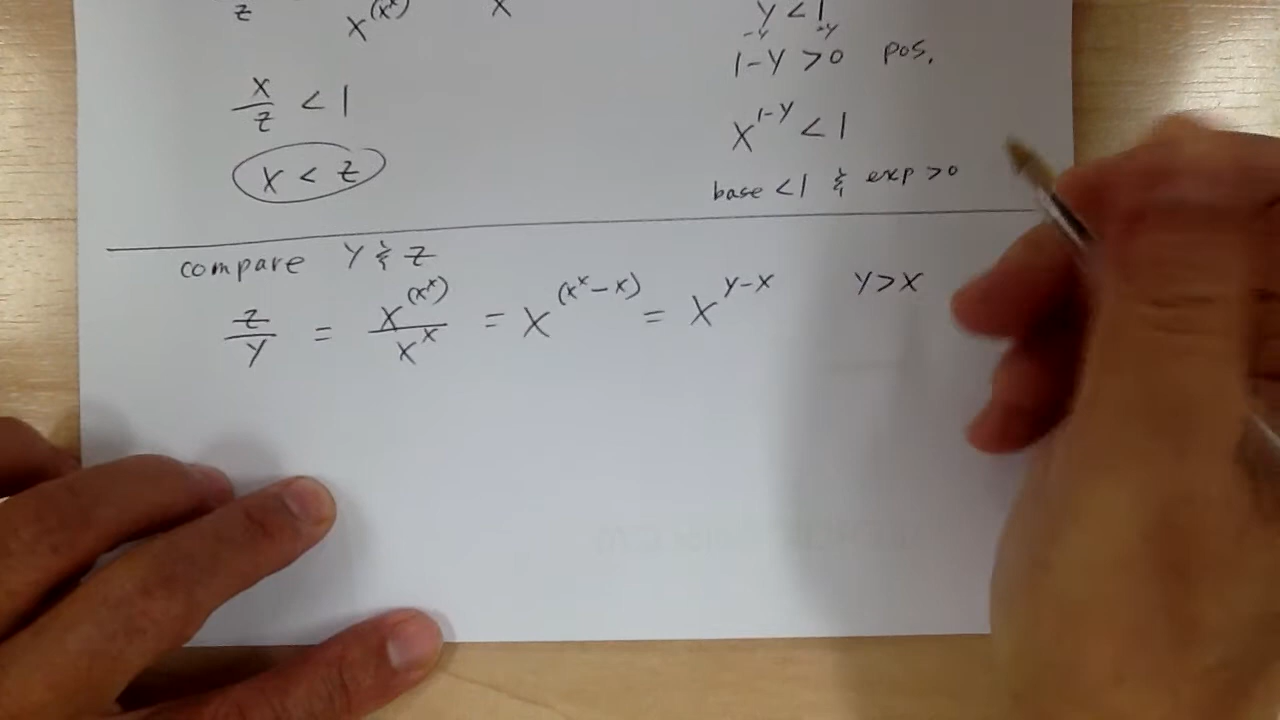 z x^(x^x) x
y < 1
-y -y
1-y > 0 pos.
x/z < 1
x^(1-y) < 1
x < z
base < 1 & exp > 0
compare y & z
z/y = x^(x^x)/x^x = x^(x^x - x) = x^(y-x) y > x